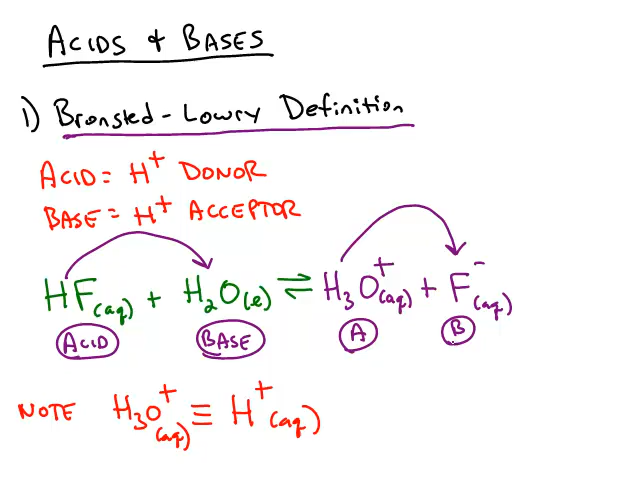 ACIDS & BASES
1) Bronsted-Lowry Definition
ACID = H⁺ DONOR
BASE = H⁺ ACCEPTOR
HF(aq) + H₂O(l) ⇌ H₃O⁺(aq) + F⁻(aq)
ACID BASE A B
NOTE H₃O⁺(aq) ≡ H⁺(aq)